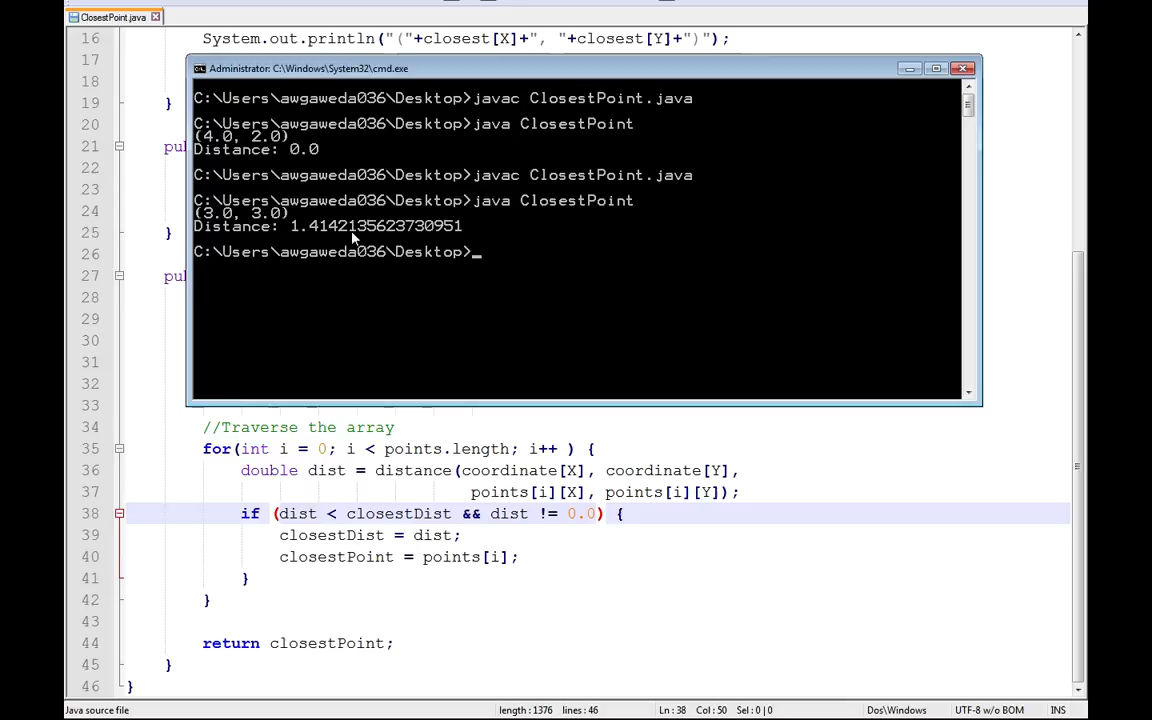 ClosestPoint.java
16 System.out.println("("+closest[X]+", "+closest[Y]+")");
17
18
19 }
20
21 pu
22
23
24
25 }
26
27 pul
28
29
30
31
32
33
Administrator: C:\Windows\System32\cmd.exe
C:\Users\awgaweda036\Desktop>javac ClosestPoint.java
C:\Users\awgaweda036\Desktop>java ClosestPoint
(4.0, 2.0)
Distance: 0.0
C:\Users\awgaweda036\Desktop>javac ClosestPoint.java
C:\Users\awgaweda036\Desktop>java ClosestPoint
(3.0, 3.0)
Distance: 1.4142135623730951
C:\Users\awgaweda036\Desktop>_
34 //Traverse the array
35 for(int i = 0; i < points.length; i++ ) {
36 double dist = distance(coordinate[X], coordinate[Y],
37 points[i][X], points[i][Y]);
38 if (dist < closestDist && dist != 0.0) {
39 closestDist = dist;
40 closestPoint = points[i];
41 }
42 }
43
44 return closestPoint;
45 }
46 }
Java source file length : 1376 lines : 46 Ln : 38 Col : 50 Sel : 0 | 0 Dos\Windows UTF-8 w/o BOM INS